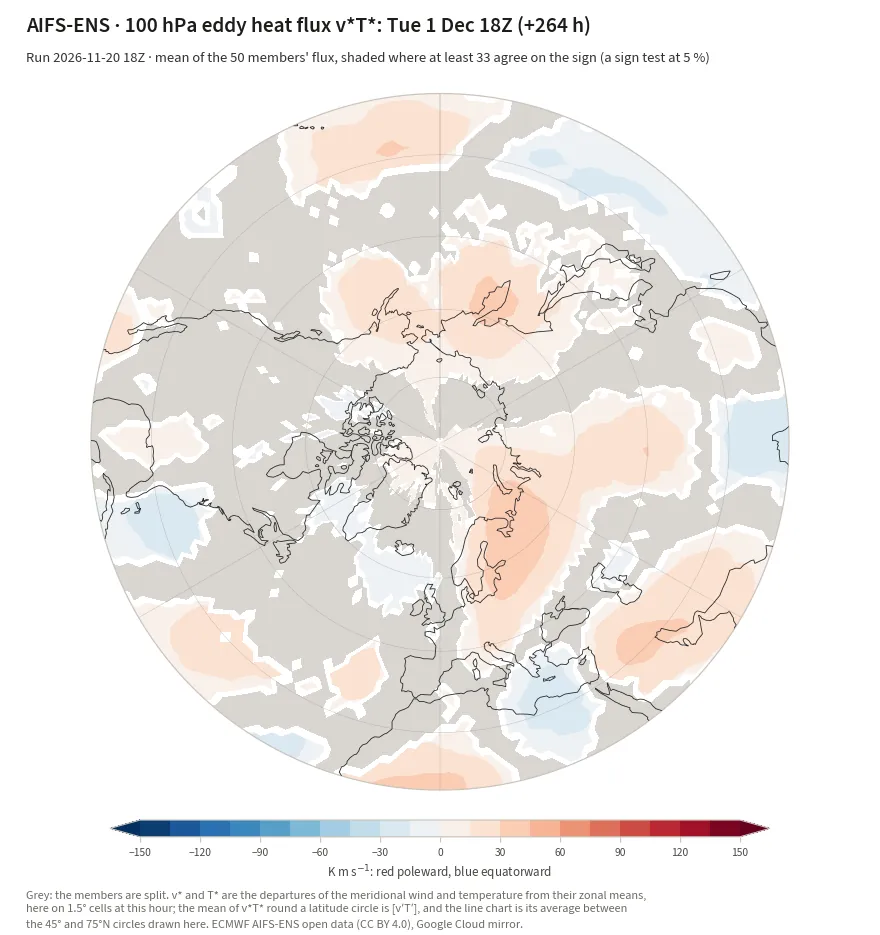 AIFS-ENS · 100 hPa eddy heat flux v*T*: Tue 1 Dec 18Z (+264 h)
Run 2026-11-20 18Z · mean of the 50 members' flux, shaded where at least 33 agree on the sign (a sign test at 5 %)
−150 −120 −90 −60 −30 0 30 60 90 120 150
K m s⁻¹: red poleward, blue equatorward
Grey: the members are split. v* and T* are the departures of the meridional wind and temperature from their zonal means,
here on 1.5° cells at this hour; the mean of v*T* round a latitude circle is [v'T'], and the line chart is its average between
the 45° and 75°N circles drawn here. ECMWF AIFS-ENS open data (CC BY 4.0), Google Cloud mirror.